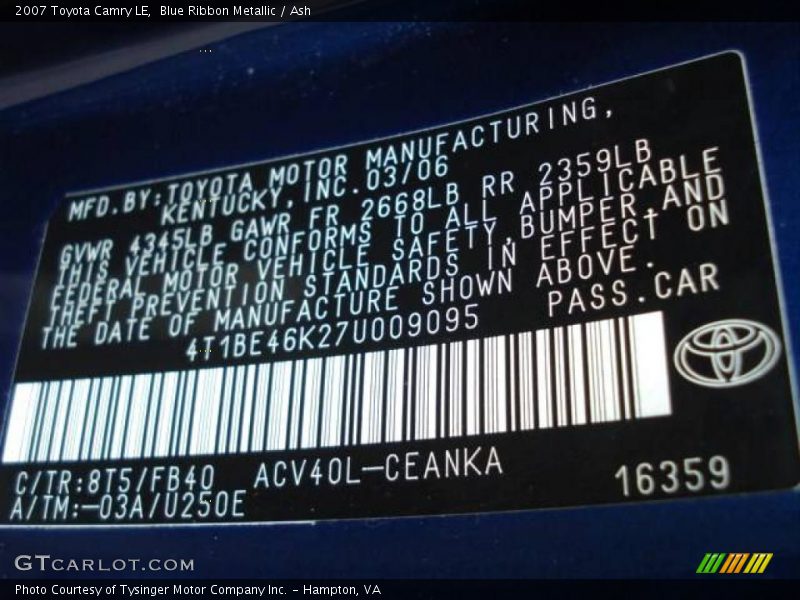 2007 Toyota Camry LE, Blue Ribbon Metallic / Ash
MFD.BY:TOYOTA MOTOR MANUFACTURING,
KENTUCKY,INC.03/06
GVWR 4345LB GAWR FR 2668LB RR 2359LB
THIS VEHICLE CONFORMS TO ALL APPLICABLE
FEDERAL MOTOR VEHICLE SAFETY,BUMPER,AND
THEFT PREVENTION STANDARDS IN EFFECT ON
THE DATE OF MANUFACTURE SHOWN ABOVE.
4T1BE46K27U009095 PASS.CAR
C/TR:8T5/FB40 ACV40L-CEANKA
A/TM:-03A/U250E
16359
GTCARLOT.COM
Photo Courtesy of Tysinger Motor Company Inc. - Hampton, VA